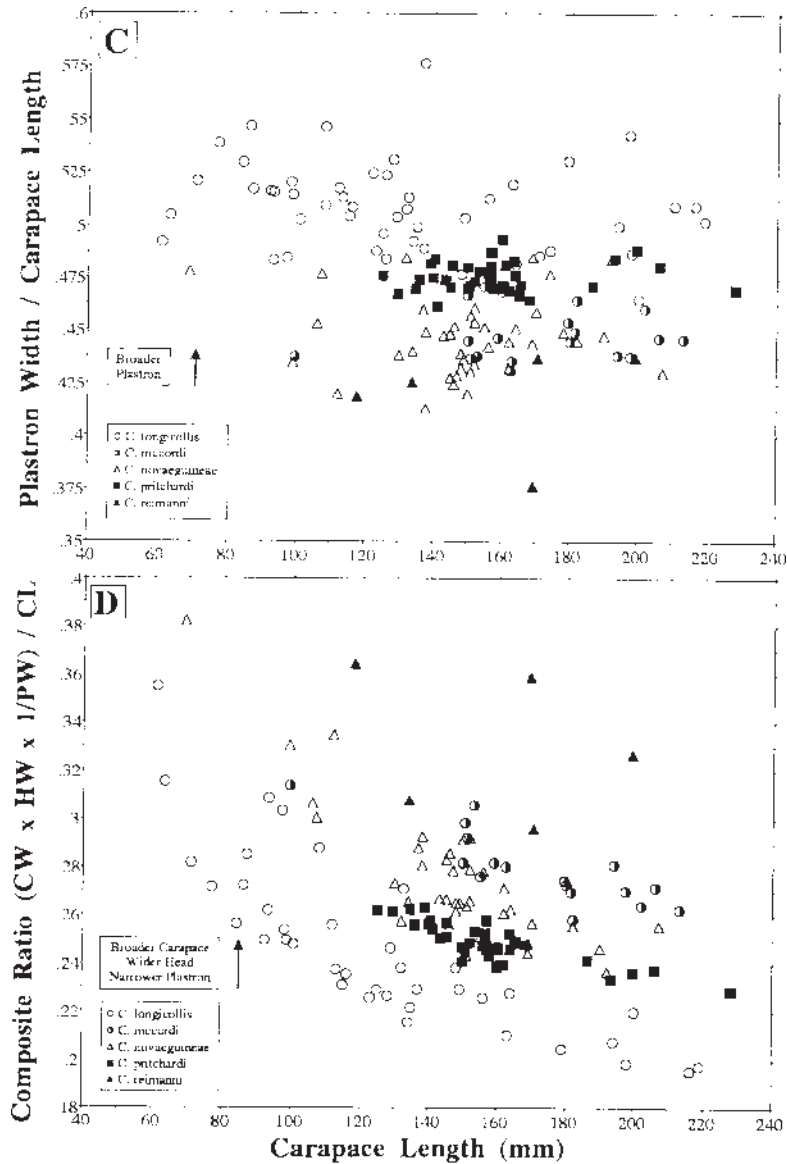 C
Plastron Width / Carapace Length
.6
.575
.55
.525
.5
.475
.45
.425
.4
.375
.35
Broader
Plastron
C. longicollis
C. mccordi
C. novaeguineae
C. pritchardi
C. reimanni
40 60 80 100 120 140 160 180 200 220 240
D
Composite Ratio (CW x HW x 1/PW) / CL
.4
.38
.36
.34
.32
.3
.28
.26
.24
.22
.2
.18
Broader Carapace
Wider Head
Narrower Plastron
C. longicollis
C. mccordi
C. novaeguineae
C. pritchardi
C. reimanni
40 60 80 100 120 140 160 180 200 220 240
Carapace Length (mm)